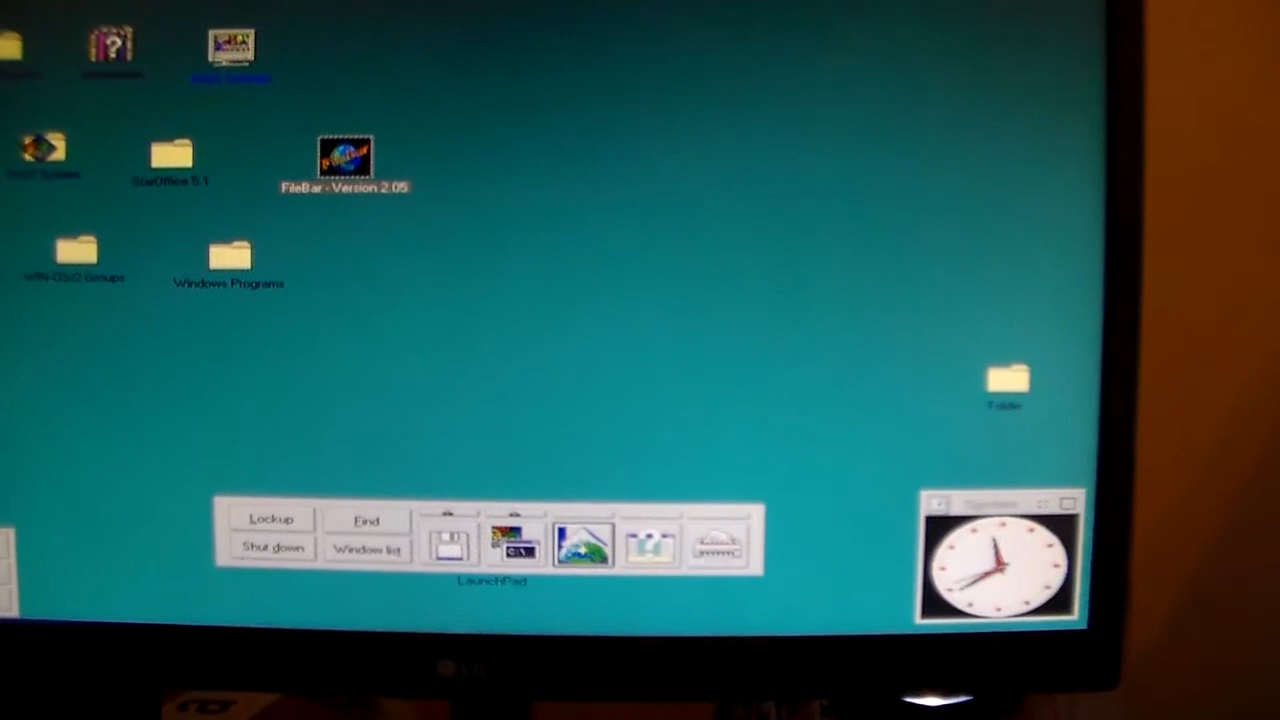 StarOffice 5.1
FileBar - Version 2.05
WIN-OS/2 Groups
Windows Programs
Folder
Lockup
Find
Shut down
Window list
C:\
LaunchPad
LG